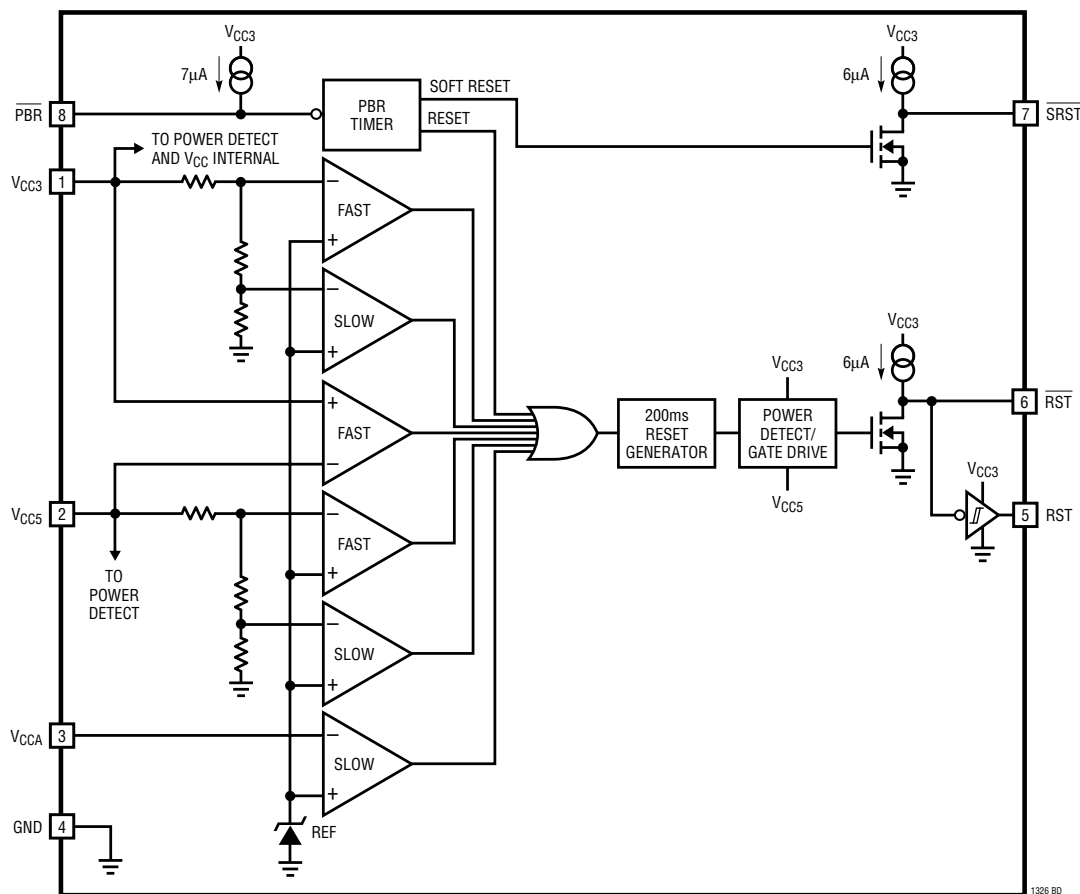 VCC3
7µA
PBR
8
PBR
TIMER
SOFT RESET
RESET
VCC3
6µA
7
SRST
TO POWER DETECT
AND VCC INTERNAL
VCC3
1
−
FAST
+
−
SLOW
+
+
FAST
−
VCC5
2
TO
POWER
DETECT
−
FAST
+
−
SLOW
+
VCCA
3
−
SLOW
+
REF
GND
4
200ms
RESET
GENERATOR
VCC3
POWER
DETECT/
GATE DRIVE
VCC5
VCC3
6µA
6
RST
VCC3
5
RST
1326 BD